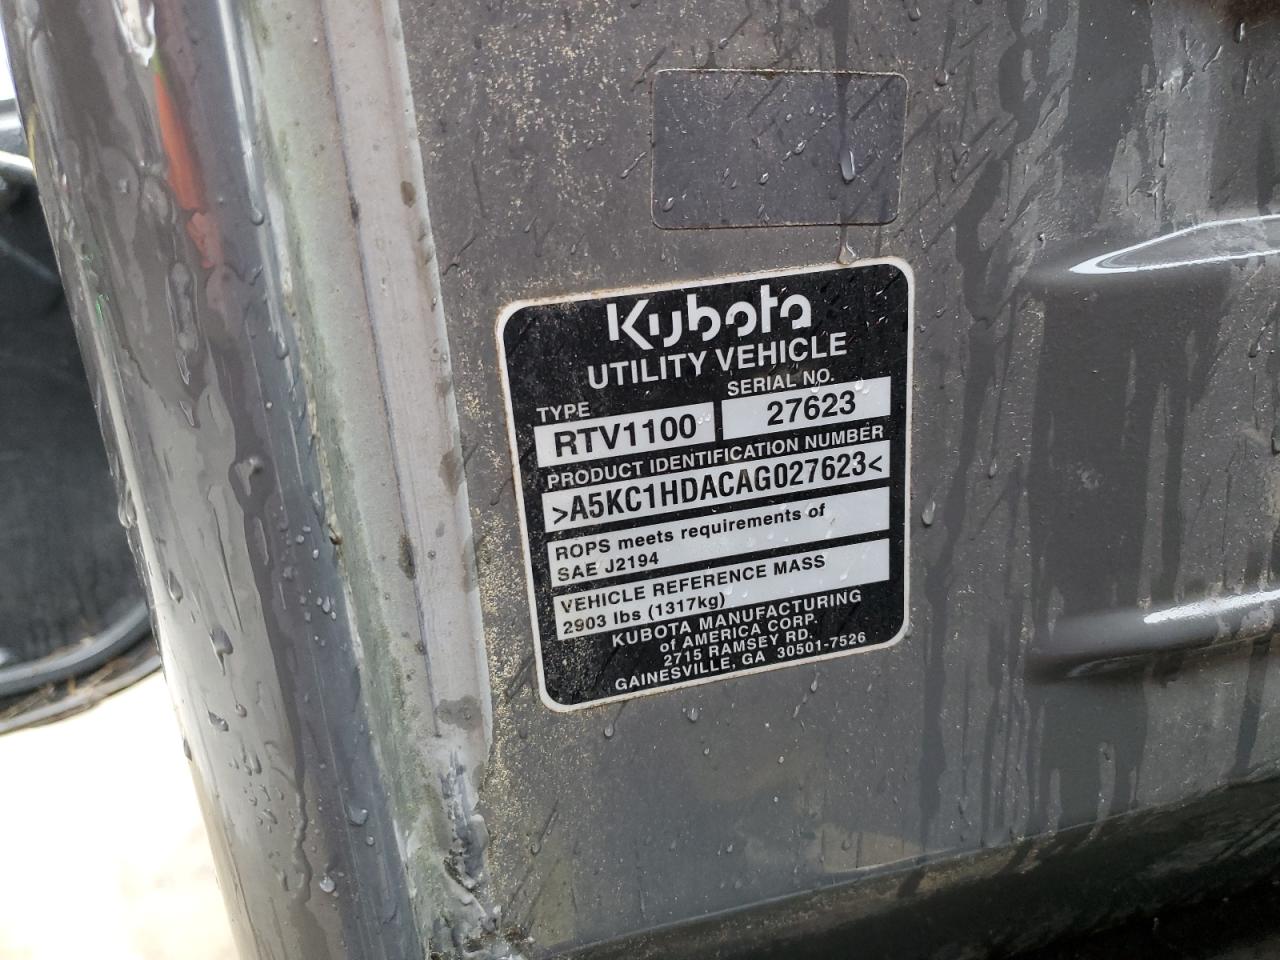 Kubota
UTILITY VEHICLE
TYPE
SERIAL NO.
RTV1100
27623
PRODUCT IDENTIFICATION NUMBER
>A5KC1HDACAG027623<
ROPS meets requirements of
SAE J2194
VEHICLE REFERENCE MASS
2903 lbs (1317kg)
KUBOTA MANUFACTURING
of AMERICA CORP.
2715 RAMSEY RD.
GAINESVILLE, GA 30501-7526